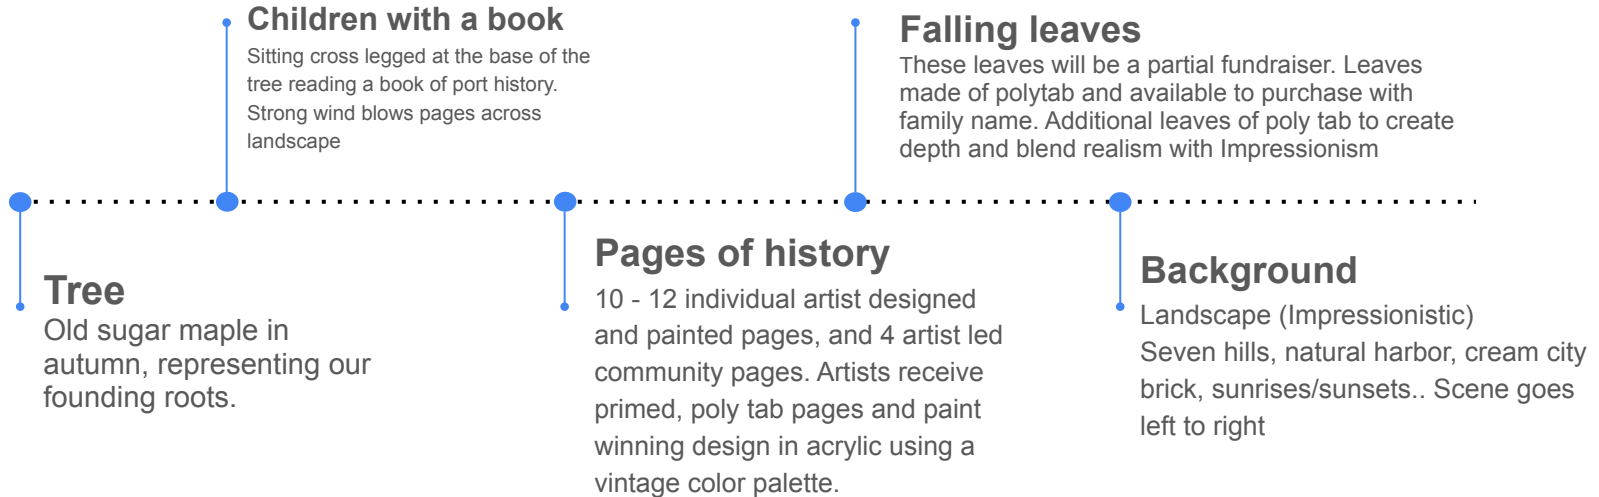 Children with a book
Sitting cross legged at the base of the
tree reading a book of port history.
Strong wind blows pages across
landscape
Falling leaves
These leaves will be a partial fundraiser. Leaves
made of polytab and available to purchase with
family name. Additional leaves of poly tab to create
depth and blend realism with Impressionism
Tree
Old sugar maple in
autumn, representing our
founding roots.
Pages of history
10 - 12 individual artist designed
and painted pages, and 4 artist led
community pages. Artists receive
primed, poly tab pages and paint
winning design in acrylic using a
vintage color palette.
Background
Landscape (Impressionistic)
Seven hills, natural harbor, cream city
brick, sunrises/sunsets.. Scene goes
left to right